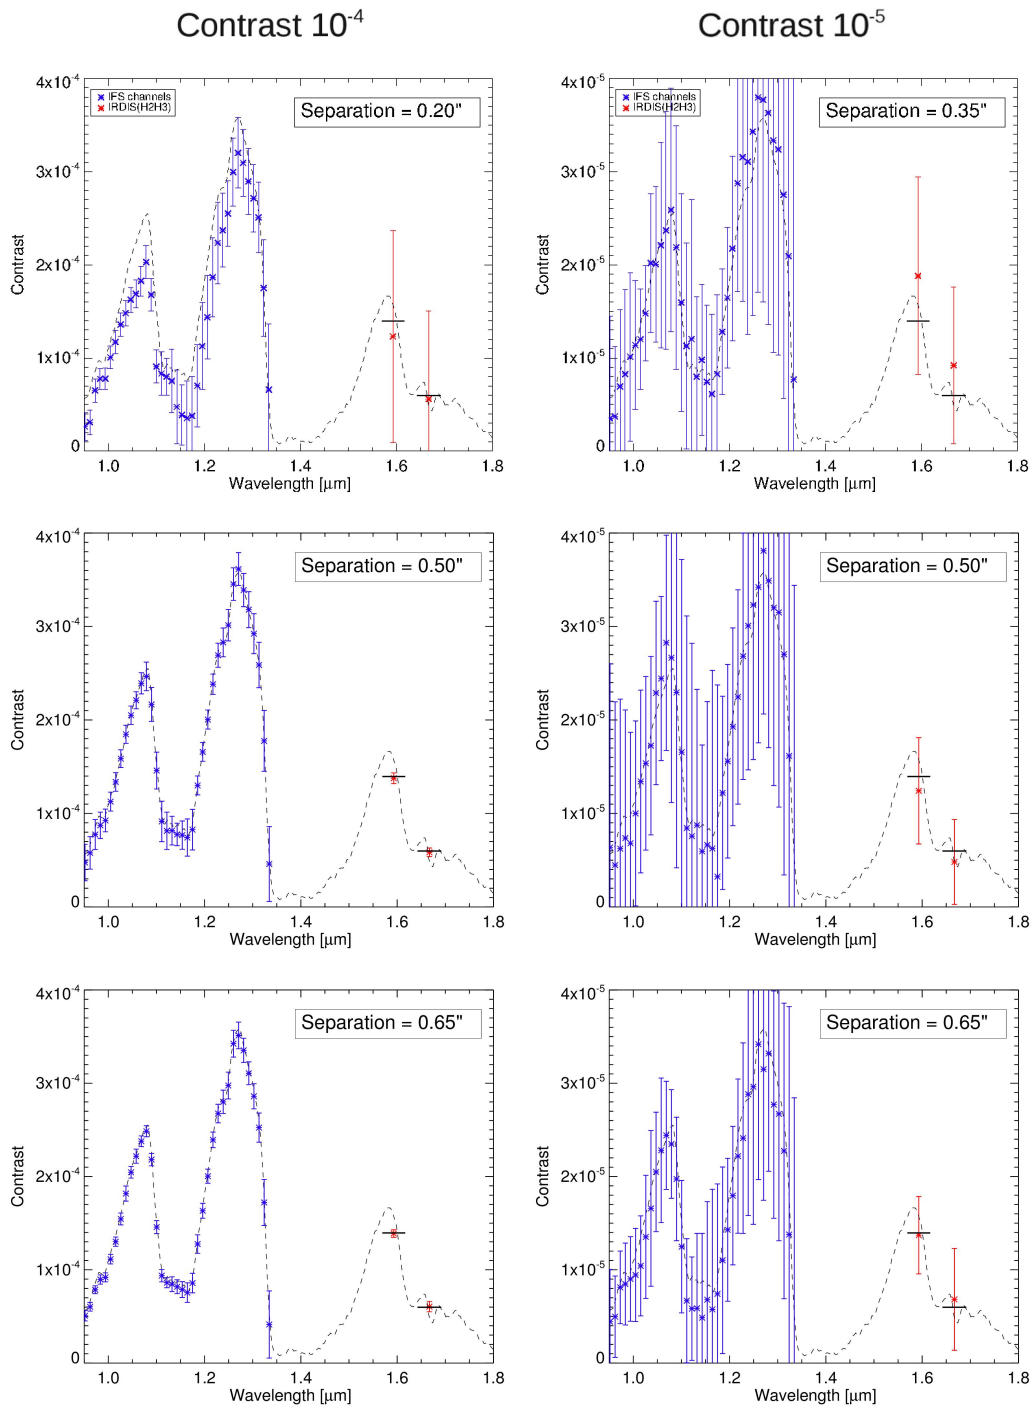 Contrast 10-4
Contrast 10-5
4x10-4
IFS channels
IRDIS(H2H3)
Separation = 0.20"
3x10-4
2x10-4
1x10-4
0
Contrast
1.0 1.2 1.4 1.6 1.8
Wavelength [μm]
4x10-5
IFS channels
IRDIS(H2H3)
Separation = 0.35"
3x10-5
2x10-5
1x10-5
0
Contrast
1.0 1.2 1.4 1.6 1.8
Wavelength [μm]
4x10-4
Separation = 0.50"
3x10-4
2x10-4
1x10-4
0
Contrast
1.0 1.2 1.4 1.6 1.8
Wavelength [μm]
4x10-5
Separation = 0.50"
3x10-5
2x10-5
1x10-5
0
Contrast
1.0 1.2 1.4 1.6 1.8
Wavelength [μm]
4x10-4
Separation = 0.65"
3x10-4
2x10-4
1x10-4
0
Contrast
1.0 1.2 1.4 1.6 1.8
Wavelength [μm]
4x10-5
Separation = 0.65"
3x10-5
2x10-5
1x10-5
0
Contrast
1.0 1.2 1.4 1.6 1.8
Wavelength [μm]